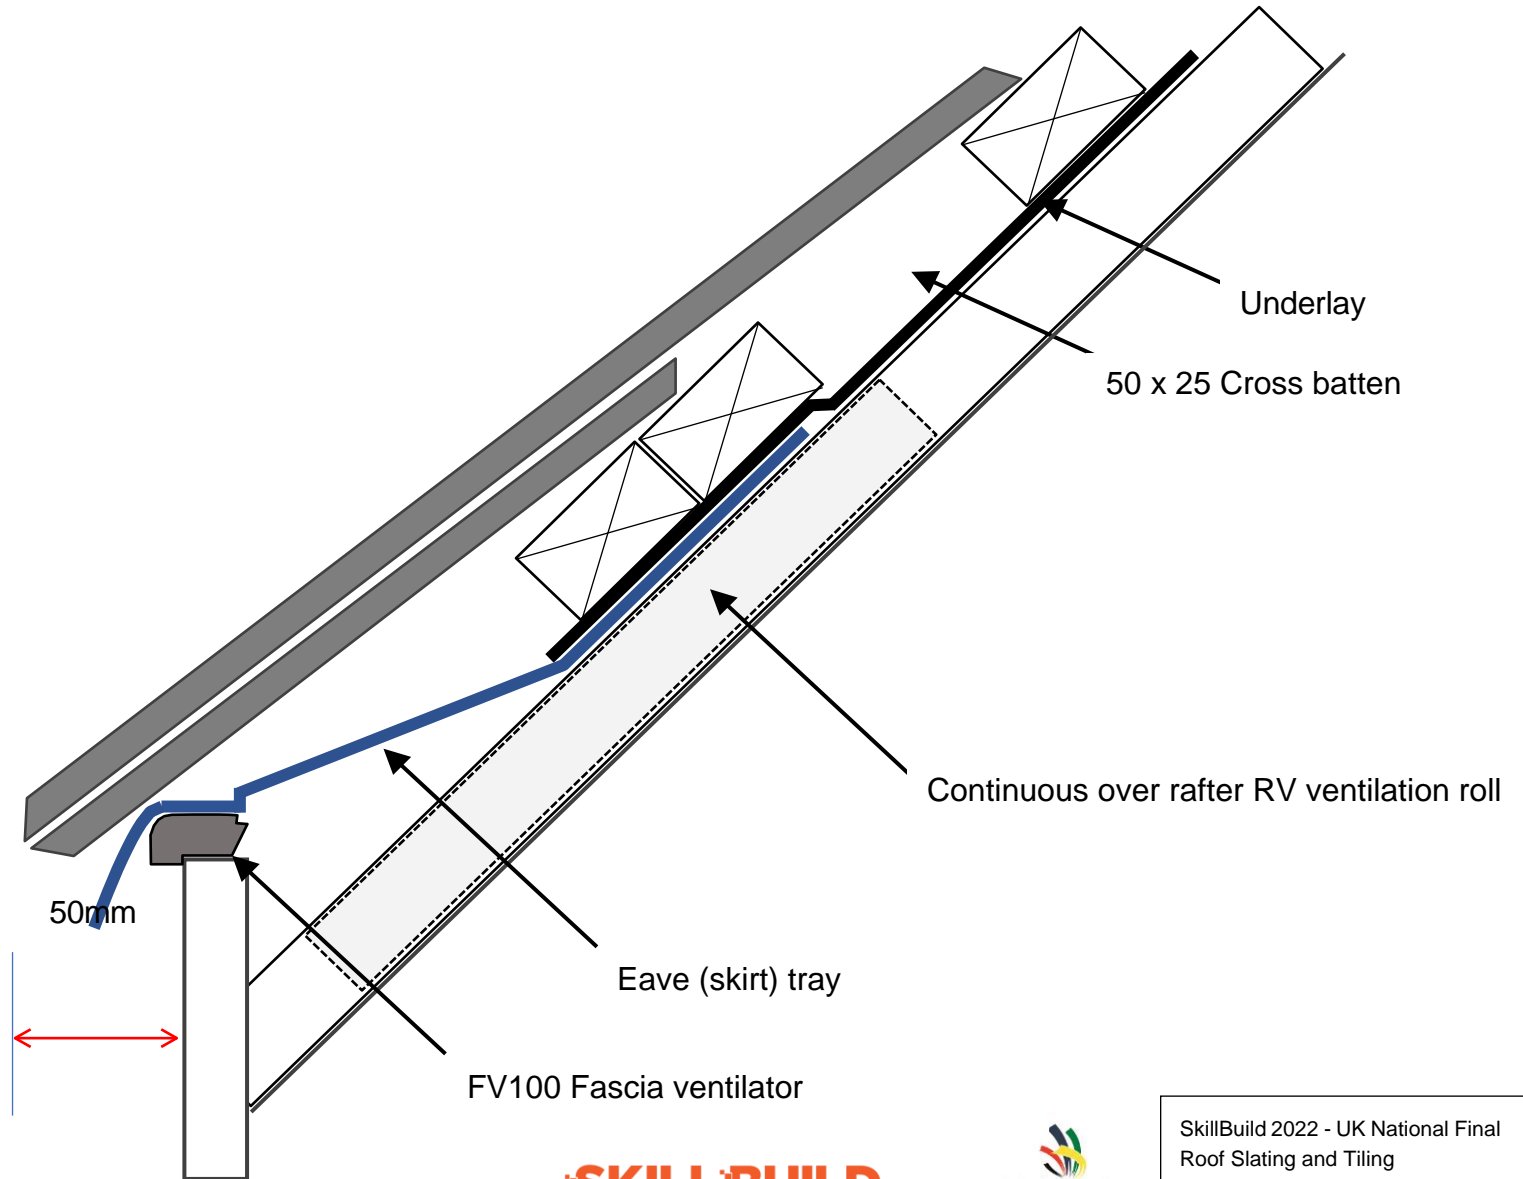 Underlay
50 x 25 Cross batten
Continuous over rafter RV ventilation roll
50mm
Eave (skirt) tray
FV100 Fascia ventilator
SKILLBUILD
SkillBuild 2022 - UK National Final
Roof Slating and Tiling